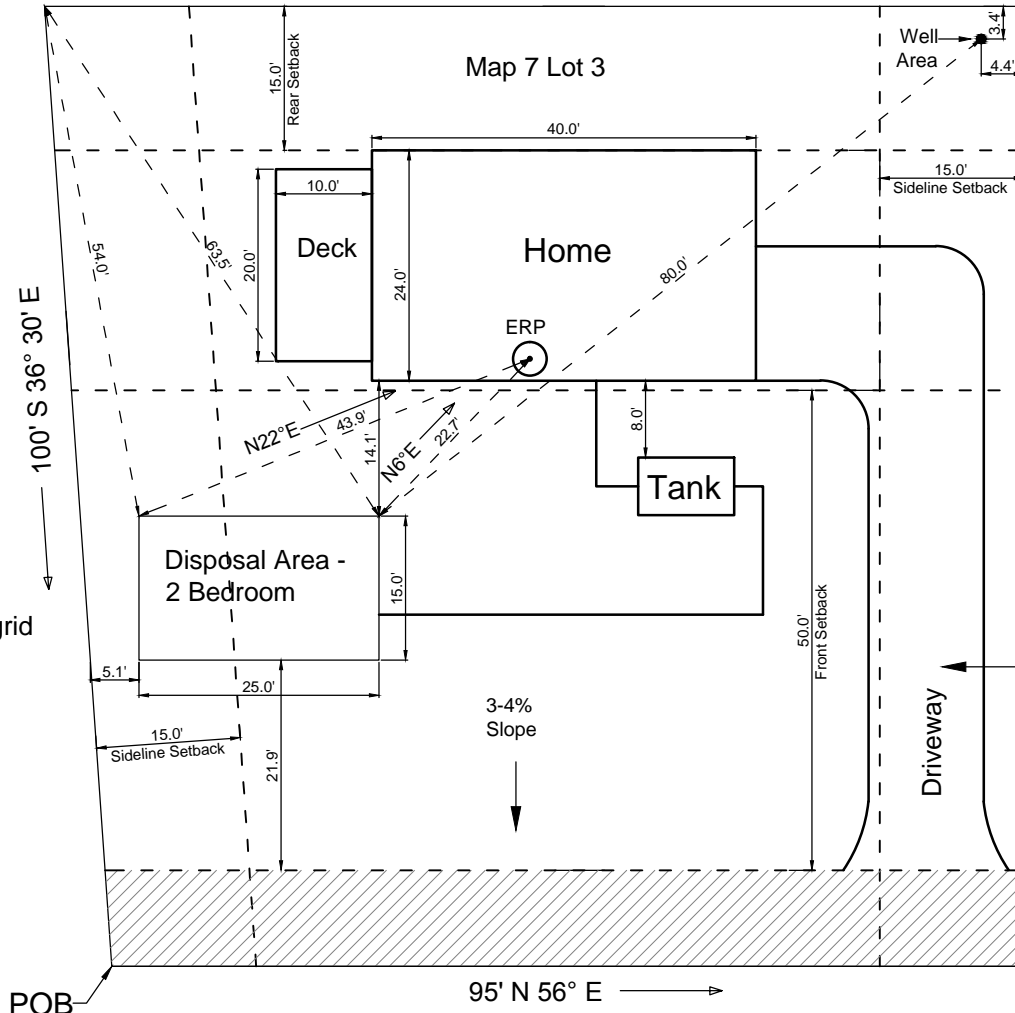 3.4'
Well
Area
4.4'
15.0'
Rear Setback
Map 7 Lot 3
40.0'
15.0'
Sideline Setback
10.0'
Deck
20.0'
24.0'
Home
54.0'
63.5'
80.0'
100' S 36° 30' E
ERP
N22°E
43.9'
14.1'
N6°E
22.7'
8.0'
Tank
Disposal Area -
2 Bedroom
15.0'
grid
5.1'
25.0'
50.0'
Front Setback
3-4%
Slope
15.0'
Sideline Setback
21.9'
Driveway
POB
95' N 56° E